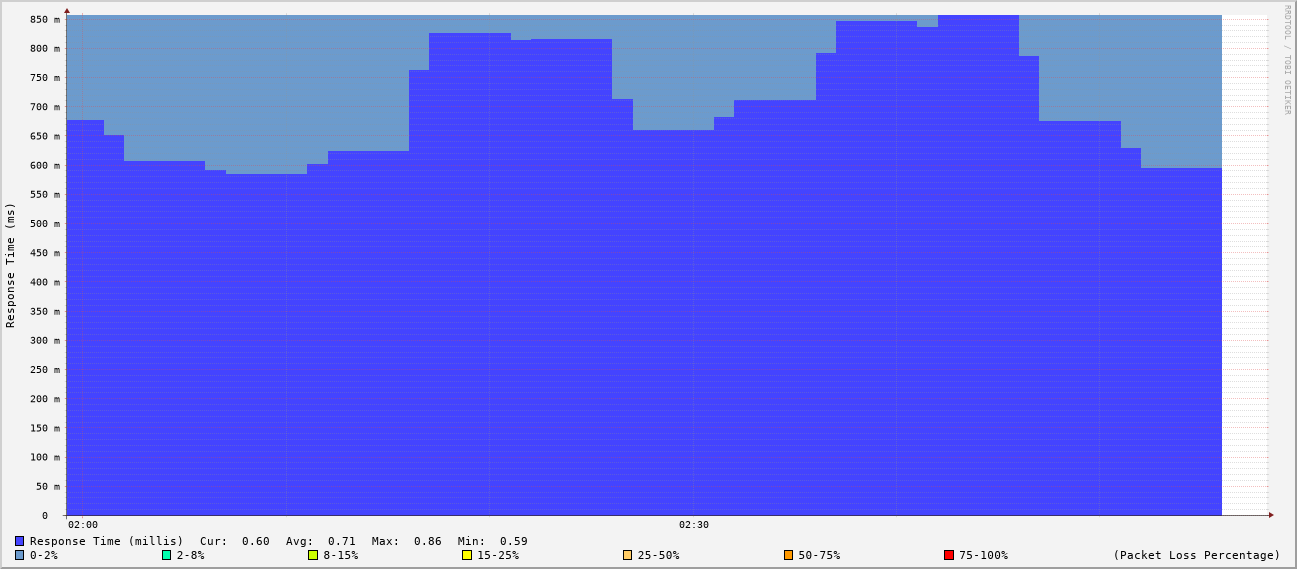 RRDTOOL / TOBI OETIKER
Response Time (ms)
850 m
800 m
750 m
700 m
650 m
600 m
550 m
500 m
450 m
400 m
350 m
300 m
250 m
200 m
150 m
100 m
50 m
0
02:00 02:30
Response Time (millis) Cur: 0.60 Avg: 0.71 Max: 0.86 Min: 0.59
0-2% 2-8% 8-15% 15-25% 25-50% 50-75% 75-100% (Packet Loss Percentage)